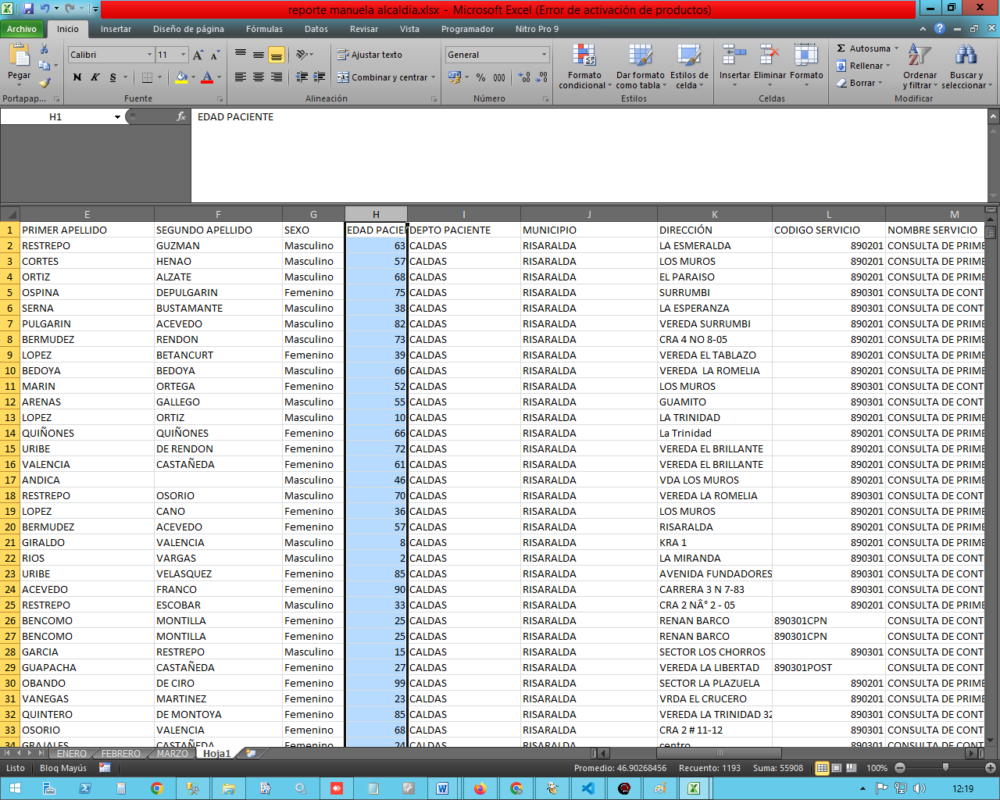 reporte manuela alcaldia.xlsx - Microsoft Excel (Error de activación de productos)
Archivo Inicio Insertar Diseño de página Fórmulas Datos Revisar Vista Programador Nitro Pro 9
Pegar
Calibri 11
N K S
Ajustar texto
Combinar y centrar
General
% 000
Formato condicional
Dar formato como tabla
Estilos de celda
Insertar Eliminar Formato
Autosuma
Rellenar
Borrar
Ordenar y filtrar
Buscar y seleccionar
Portapap... Fuente Alineación Número Estilos Celdas Modificar
H1 fx EDAD PACIENTE
E F G H I J K L M
1 PRIMER APELLIDO SEGUNDO APELLIDO SEXO EDAD PACIEN DEPTO PACIENTE MUNICIPIO DIRECCIÓN CODIGO SERVICIO NOMBRE SERVICIO
2 RESTREPO GUZMAN Masculino 63 CALDAS RISARALDA LA ESMERALDA 890201 CONSULTA DE PRIME
3 CORTES HENAO Masculino 57 CALDAS RISARALDA LOS MUROS 890201 CONSULTA DE PRIME
4 ORTIZ ALZATE Masculino 68 CALDAS RISARALDA EL PARAISO 890201 CONSULTA DE PRIME
5 OSPINA DEPULGARIN Femenino 75 CALDAS RISARALDA SURRUMBI 890301 CONSULTA DE CONT
6 SERNA BUSTAMANTE Masculino 38 CALDAS RISARALDA LA ESPERANZA 890301 CONSULTA DE CONT
7 PULGARIN ACEVEDO Masculino 82 CALDAS RISARALDA VEREDA SURRUMBI 890201 CONSULTA DE PRIME
8 BERMUDEZ RENDON Masculino 73 CALDAS RISARALDA CRA 4 NO 8-05 890201 CONSULTA DE PRIME
9 LOPEZ BETANCURT Femenino 39 CALDAS RISARALDA VEREDA EL TABLAZO 890201 CONSULTA DE PRIME
10 BEDOYA BEDOYA Masculino 66 CALDAS RISARALDA VEREDA  LA ROMELIA 890201 CONSULTA DE PRIME
11 MARIN ORTEGA Femenino 52 CALDAS RISARALDA LOS MUROS 890301 CONSULTA DE CONT
12 ARENAS GALLEGO Masculino 55 CALDAS RISARALDA GUAMITO 890301 CONSULTA DE CONT
13 LOPEZ ORTIZ Masculino 10 CALDAS RISARALDA LA TRINIDAD 890201 CONSULTA DE PRIME
14 QUIÑONES QUIÑONES Femenino 66 CALDAS RISARALDA La Trinidad 890201 CONSULTA DE PRIME
15 URIBE DE RENDON Femenino 72 CALDAS RISARALDA VEREDA EL BRILLANTE 890201 CONSULTA DE PRIME
16 VALENCIA CASTAÑEDA Femenino 61 CALDAS RISARALDA VEREDA EL BRILLANTE 890201 CONSULTA DE PRIME
17 ANDICA Masculino 46 CALDAS RISARALDA VDA LOS MUROS 890201 CONSULTA DE PRIME
18 RESTREPO OSORIO Masculino 70 CALDAS RISARALDA VEREDA LA ROMELIA 890301 CONSULTA DE CONT
19 LOPEZ CANO Femenino 36 CALDAS RISARALDA LOS MUROS 890201 CONSULTA DE PRIME
20 BERMUDEZ ACEVEDO Femenino 57 CALDAS RISARALDA RISARALDA 890201 CONSULTA DE PRIME
21 GIRALDO VALENCIA Masculino 8 CALDAS RISARALDA KRA 1 890201 CONSULTA DE PRIME
22 RIOS VARGAS Masculino 2 CALDAS RISARALDA LA MIRANDA 890301 CONSULTA DE CONT
23 URIBE VELASQUEZ Femenino 85 CALDAS RISARALDA AVENIDA FUNDADORES 890301 CONSULTA DE CONT
24 ACEVEDO FRANCO Femenino 90 CALDAS RISARALDA CARRERA 3 N 7-83 890301 CONSULTA DE CONT
25 RESTREPO ESCOBAR Masculino 33 CALDAS RISARALDA CRA 2 NÂ° 2 - 05 890201 CONSULTA DE PRIME
26 BENCOMO MONTILLA Femenino 25 CALDAS RISARALDA RENAN BARCO 890301CPN CONSULTA DE CONT
27 BENCOMO MONTILLA Femenino 25 CALDAS RISARALDA RENAN BARCO 890301CPN CONSULTA DE CONT
28 GARCIA RESTREPO Masculino 15 CALDAS RISARALDA SECTOR LOS CHORROS 890301 CONSULTA DE CONT
29 GUAPACHA CASTAÑEDA Femenino 27 CALDAS RISARALDA VEREDA LA LIBERTAD 890301POST CONSULTA DE CONT
30 OBANDO DE CIRO Femenino 99 CALDAS RISARALDA SECTOR LA PLAZUELA 890201 CONSULTA DE PRIME
31 VANEGAS MARTINEZ Femenino 23 CALDAS RISARALDA VRDA EL CRUCERO 890201 CONSULTA DE PRIME
32 QUINTERO DE MONTOYA Femenino 85 CALDAS RISARALDA VEREDA LA TRINIDAD 32 890301 CONSULTA DE CONT
33 OSORIO VALENCIA Femenino 68 CALDAS RISARALDA CRA 2 # 11-12 890301 CONSULTA DE CONT
34 GRAJALES CASTAÑEDA Femenino 24 CALDAS RISARALDA centro 890301 CONSULTA DE CONT
ENERO FEBRERO MARZO Hoja1
Listo Bloq Mayús Promedio: 46.90268456 Recuento: 1193 Suma: 55908 100%
12:19